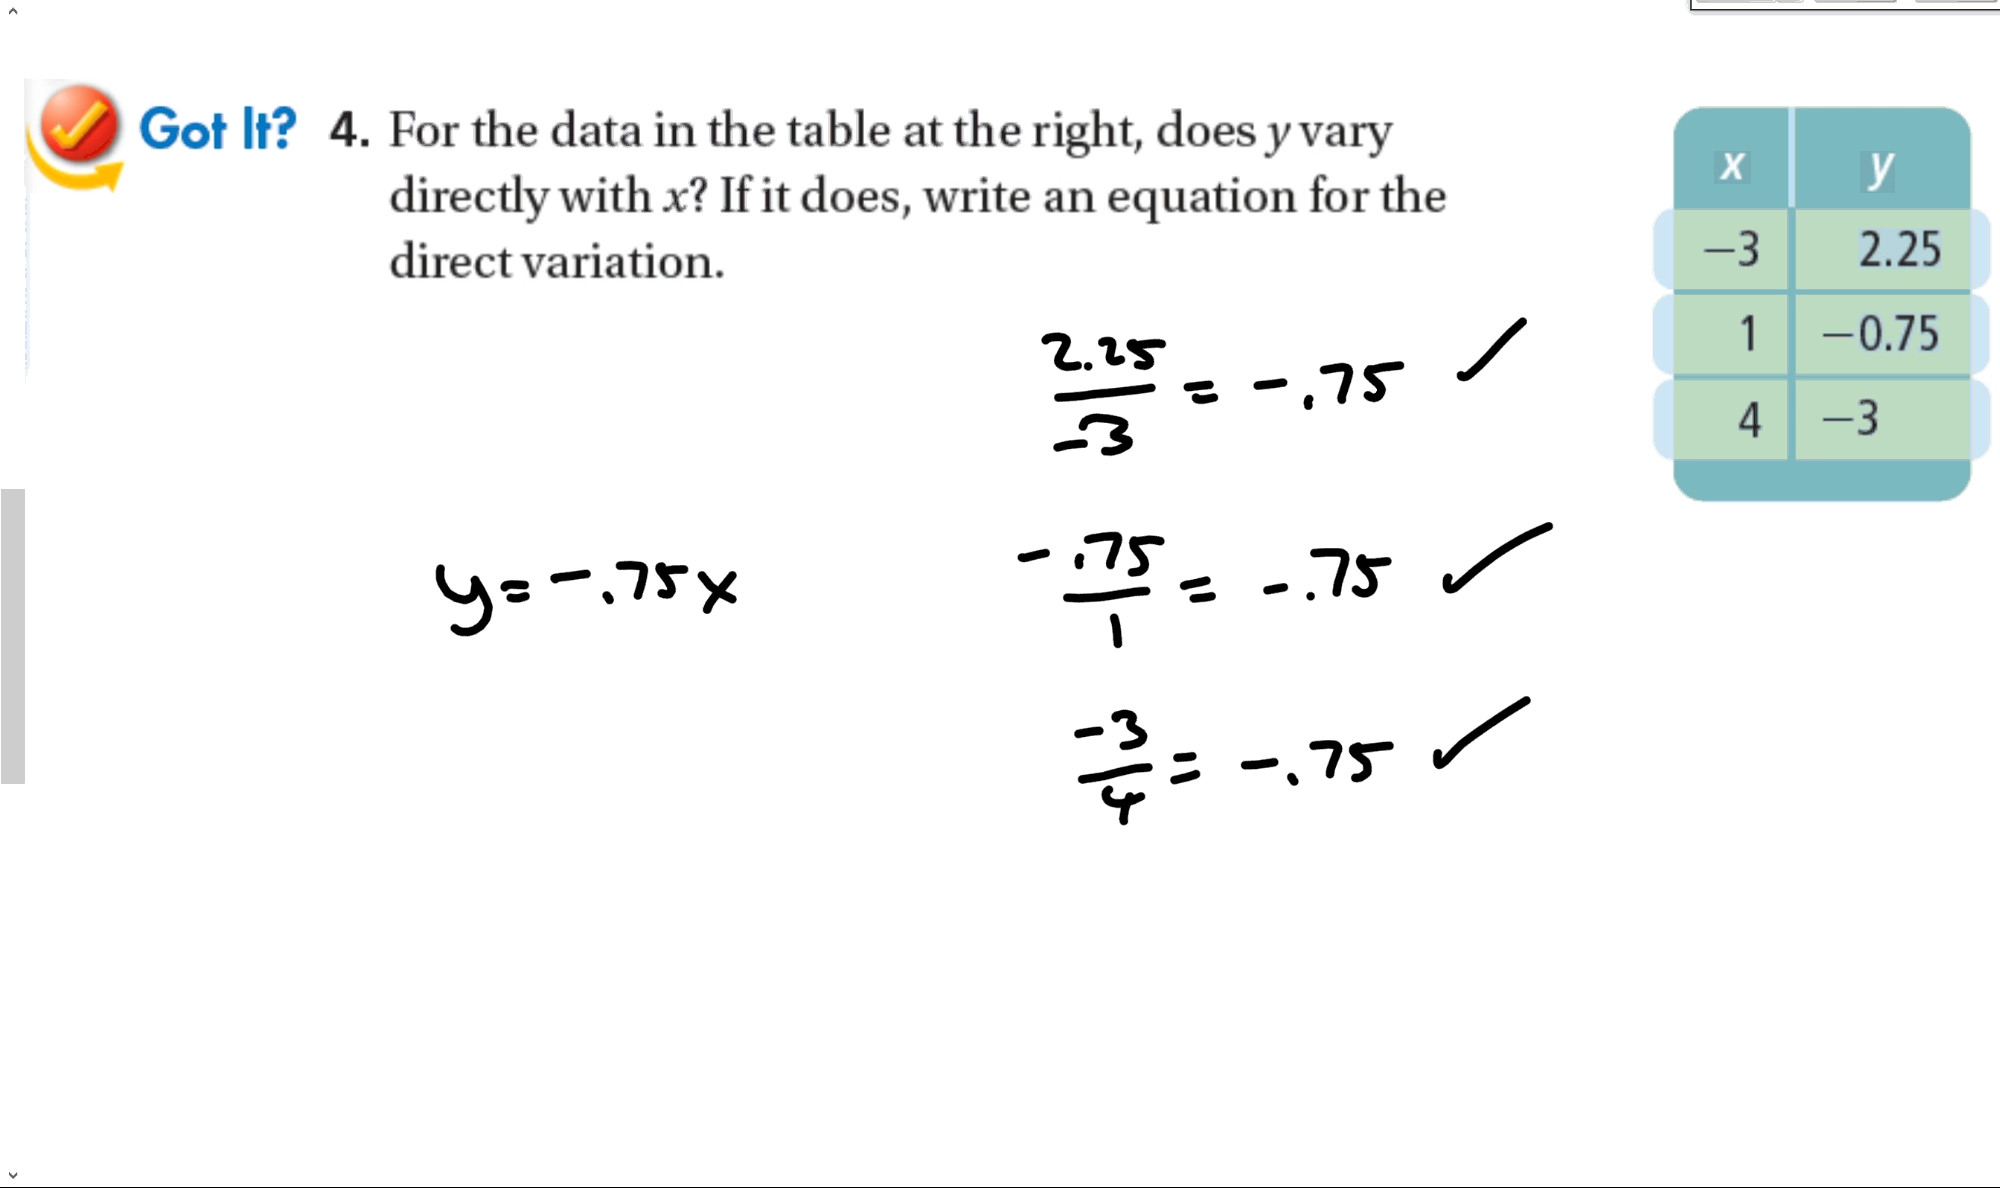 Got It? 4. For the data in the table at the right, does y vary
directly with x? If it does, write an equation for the
direct variation.
x y
−3 2.25
1 −0.75
4 −3
2.25/-3 = -.75 ✓
-.75/1 = -.75 ✓
y = -.75x
-3/4 = -.75 ✓